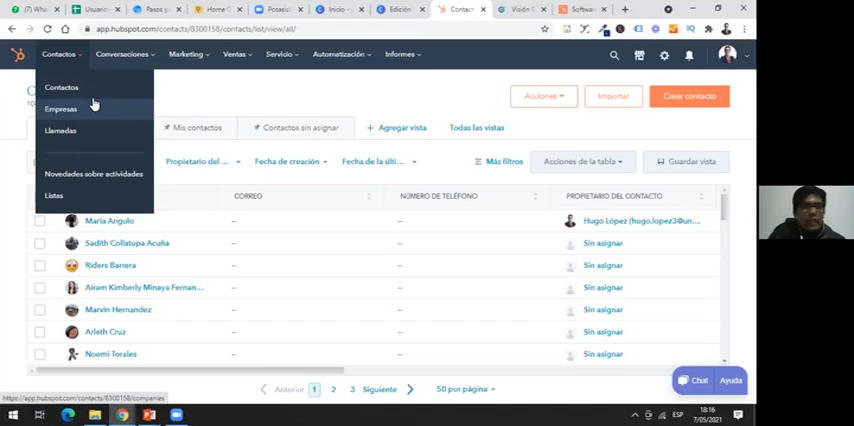 (7) What
Usuario
Pasos p
Home G
Posasis
Inicio – L
Edición
Contac
Visión G
Software
app.hubspot.com/contacts/8300158/contacts/list/view/all/
Contactos
Conversaciones
Marketing
Ventas
Servicio
Automatización
Informes
Contactos
Empresas
Llamadas
Novedades sobre actividades
Listas
C
10
Acciones
Importar
Crear contacto
Mis contactos
Contactos sin asignar
+ Agregar vista
Todas las vistas
Propietario del ...
Fecha de creación
Fecha de la últi...
Más filtros
Acciones de la tabla
Guardar vista
CORREO
NÚMERO DE TELÉFONO
PROPIETARIO DEL CONTACTO
María Angulo -- -- Hugo López (hugo.lopez3@un...
Sadith Collatupa Acuña -- -- Sin asignar
Riders Barrera -- -- Sin asignar
Airam Kimberly Minaya Fernan... -- -- Sin asignar
Marvin Hernandez -- -- Sin asignar
Arleth Cruz -- -- Sin asignar
Noemi Torales -- -- Sin asignar
Anterior 1 2 3 Siguiente
50 por página
Chat
Ayuda
https://app.hubspot.com/contacts/8300158/companies
ESP
18:16
7/05/2021